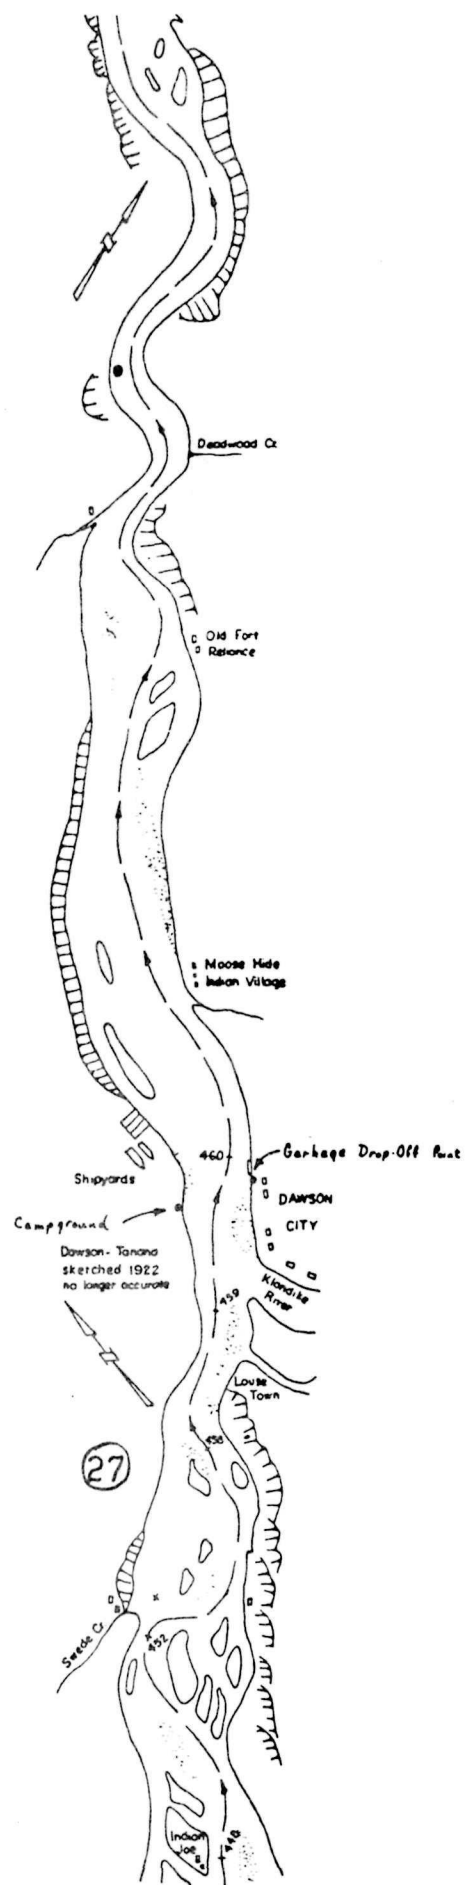 Deadwood Cr.
Old Fort
Reliance
Moose Hide
Indian Village
460
Garbage Drop-Off Point
Shipyards
DAWSON
CITY
Campground
Dawson - Tanana
sketched 1922
no longer accurate
Klondike
River
459
Louse
Town
458
27
Swede Cr.
452
Indian
Joe